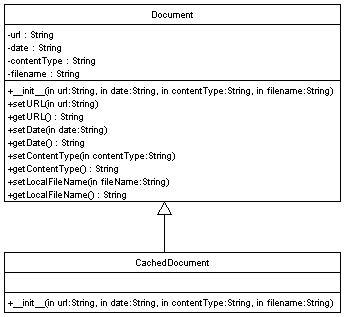 Document
-url : String
-date : String
-contentType : String
-filename : String
+__init__(in url:String, in date:String, in contentType:String, in filename:String)
+setURL(in url:String)
+getURL() : String
+setDate(in date:String)
+getDate() : String
+setContentType(in contentType:String)
+getContentType() : String
+setLocalFileName(in fileName:String)
+getLocalFileName() : String
CachedDocument
+__init__(in url:String, in date:String, in contentType:String, in filename:String)